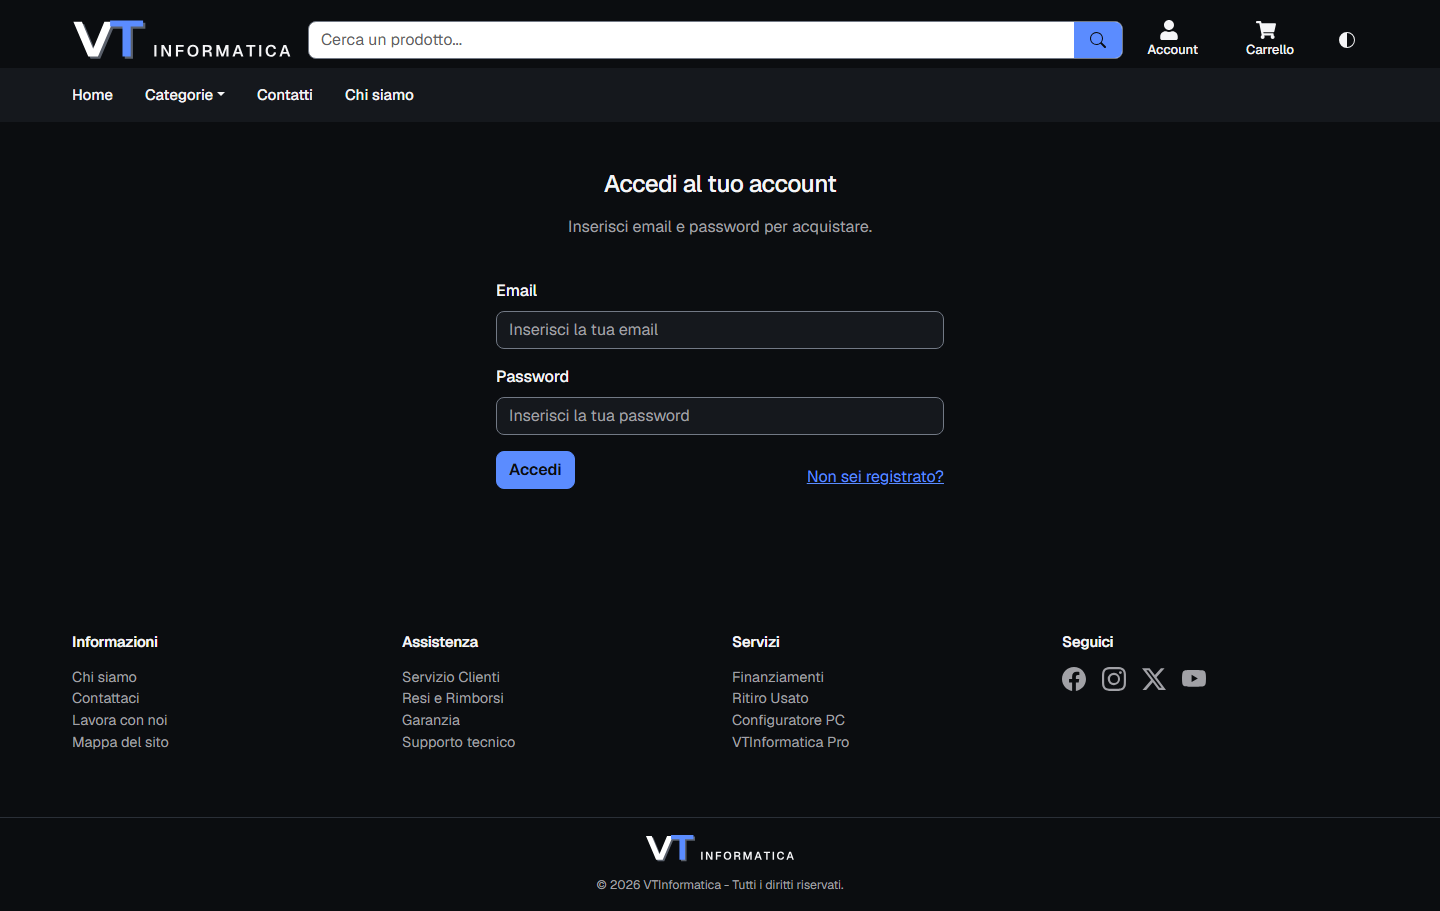 VT INFORMATICA
Cerca un prodotto...
Account
Carrello
Home
Categorie
Contatti
Chi siamo
Accedi al tuo account
Inserisci email e password per acquistare.
Email
Inserisci la tua email
Password
Inserisci la tua password
Accedi
Non sei registrato?
Informazioni
Chi siamo
Contattaci
Lavora con noi
Mappa del sito
Assistenza
Servizio Clienti
Resi e Rimborsi
Garanzia
Supporto tecnico
Servizi
Finanziamenti
Ritiro Usato
Configuratore PC
VTInformatica Pro
Seguici
VT INFORMATICA
© 2026 VTInformatica - Tutti i diritti riservati.